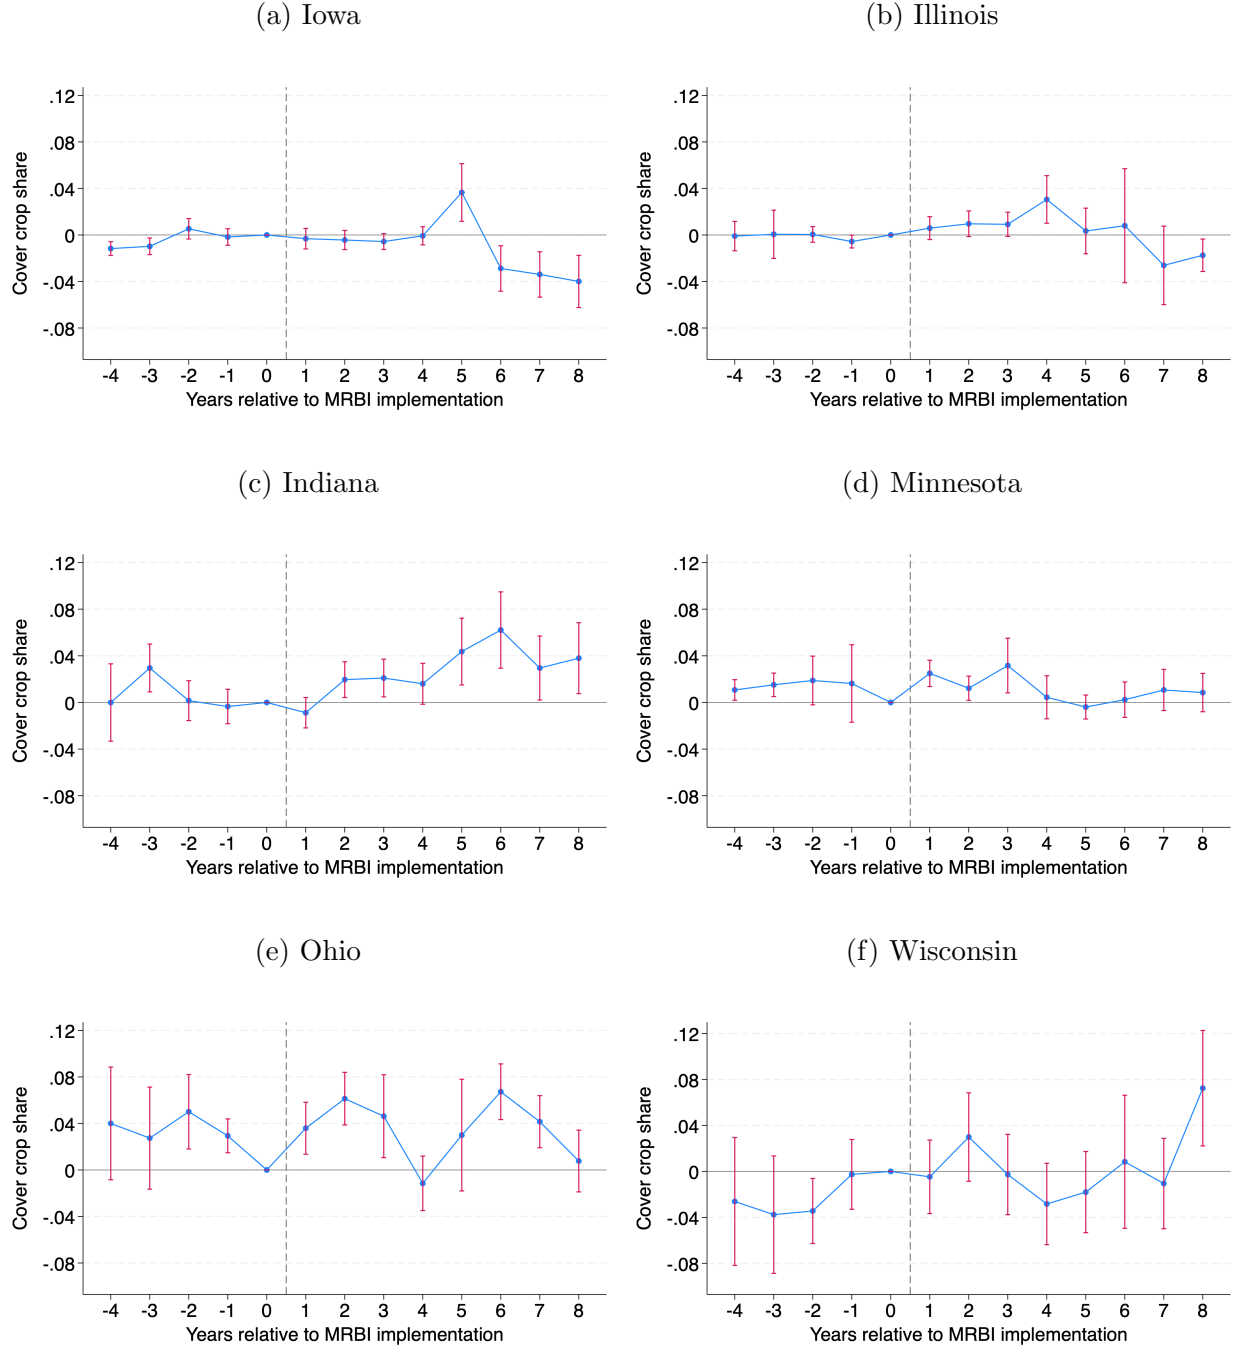 (a) Iowa
(b) Illinois
.12
.08
.04
0
-.04
-.08
Cover crop share
-4 -3 -2 -1 0 1 2 3 4 5 6 7 8
Years relative to MRBI implementation
.12
.08
.04
0
-.04
-.08
Cover crop share
-4 -3 -2 -1 0 1 2 3 4 5 6 7 8
Years relative to MRBI implementation
(c) Indiana
(d) Minnesota
.12
.08
.04
0
-.04
-.08
Cover crop share
-4 -3 -2 -1 0 1 2 3 4 5 6 7 8
Years relative to MRBI implementation
.12
.08
.04
0
-.04
-.08
Cover crop share
-4 -3 -2 -1 0 1 2 3 4 5 6 7 8
Years relative to MRBI implementation
(e) Ohio
(f) Wisconsin
.12
.08
.04
0
-.04
-.08
Cover crop share
-4 -3 -2 -1 0 1 2 3 4 5 6 7 8
Years relative to MRBI implementation
.12
.08
.04
0
-.04
-.08
Cover crop share
-4 -3 -2 -1 0 1 2 3 4 5 6 7 8
Years relative to MRBI implementation